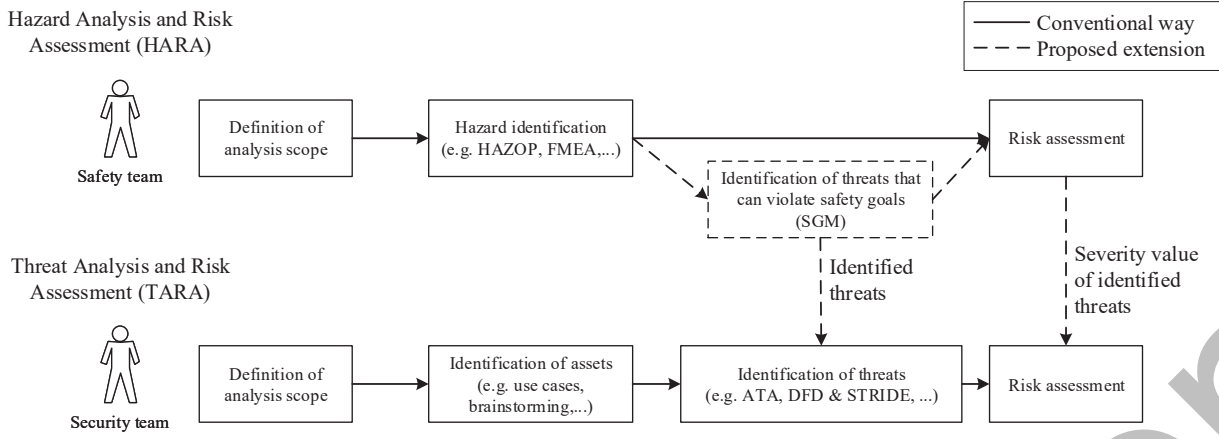 Hazard Analysis and Risk
Assessment (HARA)
Conventional way
Proposed extension
Safety team
Definition of
analysis scope
Hazard identification
(e.g. HAZOP, FMEA,...)
Risk assessment
Identification of threats that
can violate safety goals
(SGM)
Identified
threats
Severity value
of identified
threats
Threat Analysis and Risk
Assessment (TARA)
Security team
Definition of
analysis scope
Identification of assets
(e.g. use cases,
brainstorming,...)
Identification of threats
(e.g. ATA, DFD & STRIDE, ...)
Risk assessment